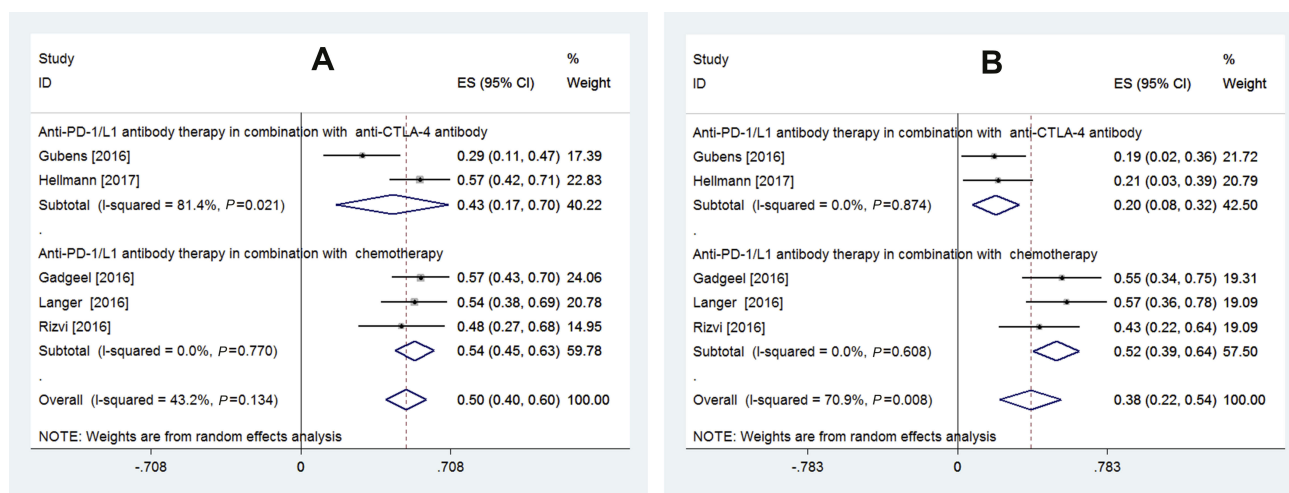 A
Study %
ID ES (95% CI) Weight
Anti-PD-1/L1 antibody therapy in combination with anti-CTLA-4 antibody
Gubens [2016] 0.29 (0.11, 0.47) 17.39
Hellmann [2017] 0.57 (0.42, 0.71) 22.83
Subtotal (I-squared = 81.4%, P=0.021) 0.43 (0.17, 0.70) 40.22
.
Anti-PD-1/L1 antibody therapy in combination with chemotherapy
Gadgeel [2016] 0.57 (0.43, 0.70) 24.06
Langer [2016] 0.54 (0.38, 0.69) 20.78
Rizvi [2016] 0.48 (0.27, 0.68) 14.95
Subtotal (I-squared = 0.0%, P=0.770) 0.54 (0.45, 0.63) 59.78
.
Overall (I-squared = 43.2%, P=0.134) 0.50 (0.40, 0.60) 100.00
NOTE: Weights are from random effects analysis
-.708 0 .708
B
Study %
ID ES (95% CI) Weight
Anti-PD-1/L1 antibody therapy in combination with anti-CTLA-4 antibody
Gubens [2016] 0.19 (0.02, 0.36) 21.72
Hellmann [2017] 0.21 (0.03, 0.39) 20.79
Subtotal (I-squared = 0.0%, P=0.874) 0.20 (0.08, 0.32) 42.50
.
Anti-PD-1/L1 antibody therapy in combination with chemotherapy
Gadgeel [2016] 0.55 (0.34, 0.75) 19.31
Langer [2016] 0.57 (0.36, 0.78) 19.09
Rizvi [2016] 0.43 (0.22, 0.64) 19.09
Subtotal (I-squared = 0.0%, P=0.608) 0.52 (0.39, 0.64) 57.50
.
Overall (I-squared = 70.9%, P=0.008) 0.38 (0.22, 0.54) 100.00
NOTE: Weights are from random effects analysis
-.783 0 .783